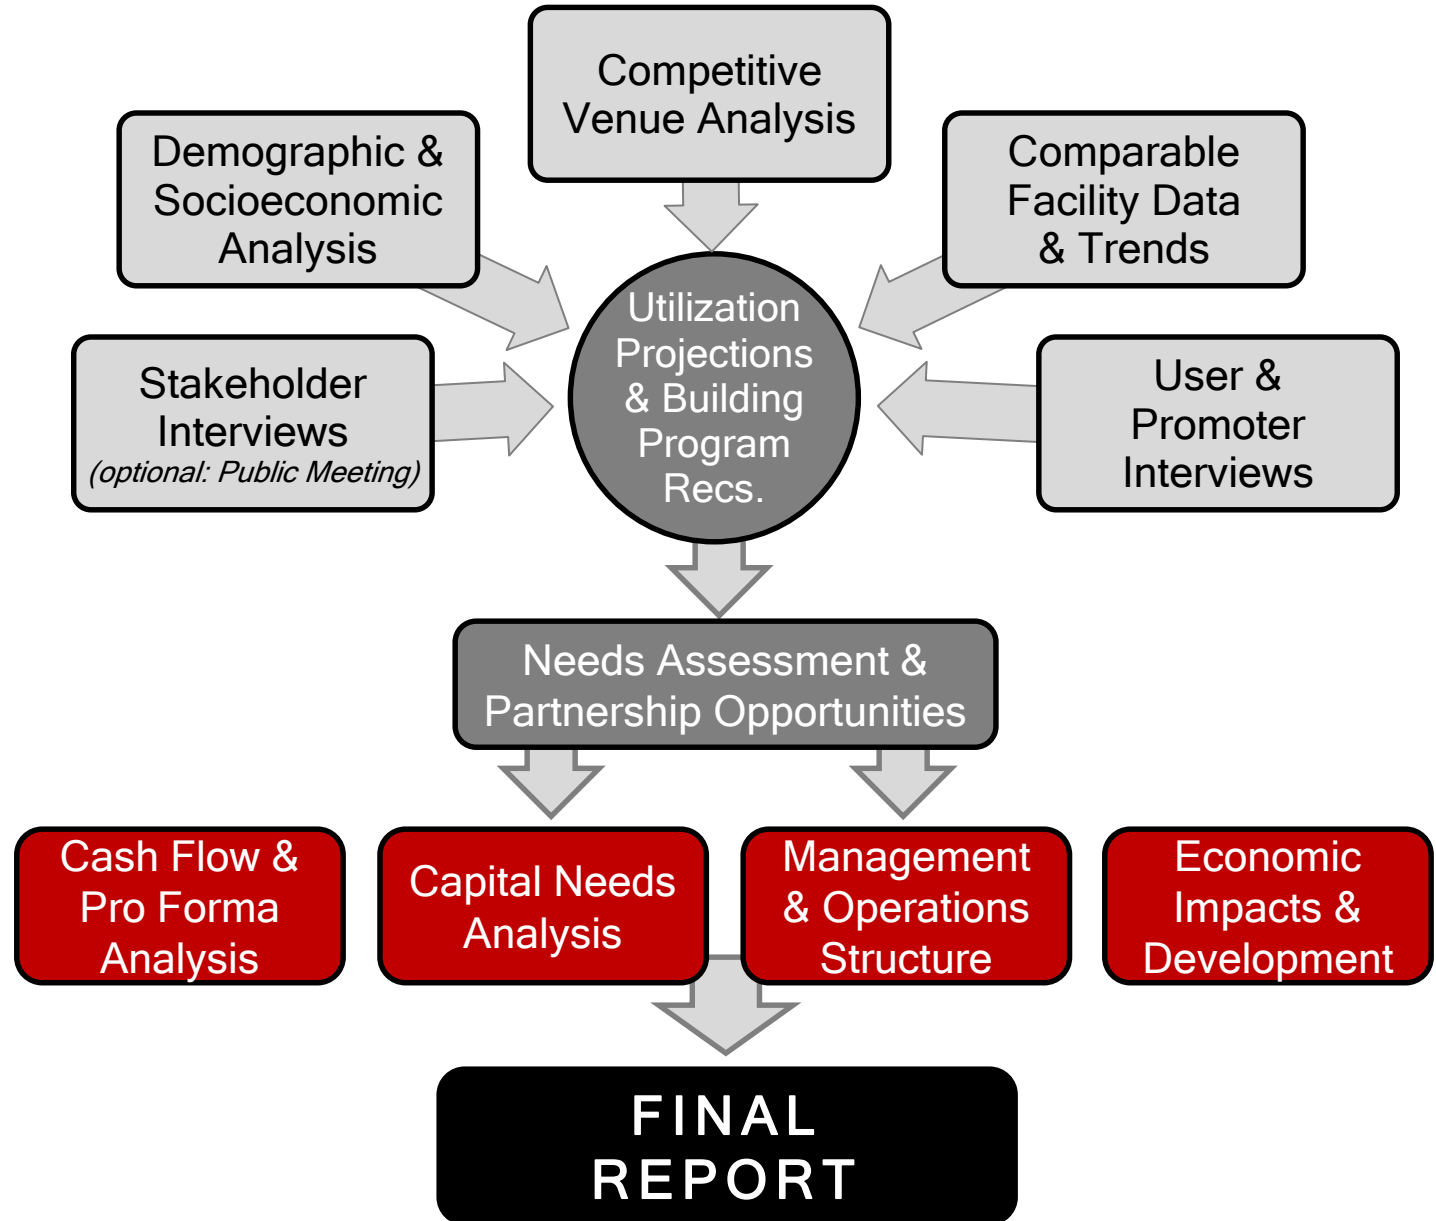 Competitive
Venue Analysis
Demographic &
Socioeconomic
Analysis
Comparable
Facility Data
& Trends
Stakeholder
Interviews
(optional: Public Meeting)
Utilization
Projections
& Building
Program
Recs.
User &
Promoter
Interviews
Needs Assessment &
Partnership Opportunities
Cash Flow &
Pro Forma
Analysis
Capital Needs
Analysis
Management
& Operations
Structure
Economic
Impacts &
Development
FINAL
REPORT